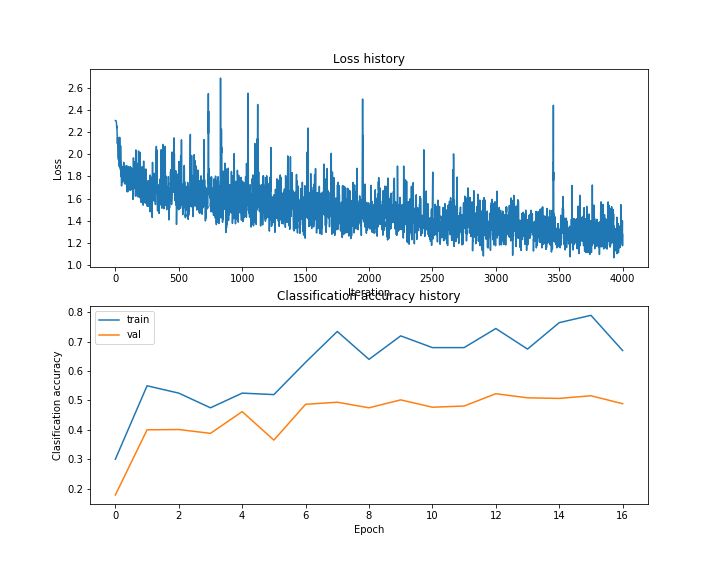 Loss history
Loss
2.6
2.4
2.2
2.0
1.8
1.6
1.4
1.2
1.0
0 500 1000 1500 2000 2500 3000 3500 4000
Iteration
Classification accuracy history
Clasification accuracy
0.8
0.7
0.6
0.5
0.4
0.3
0.2
train
val
0 2 4 6 8 10 12 14 16
Epoch